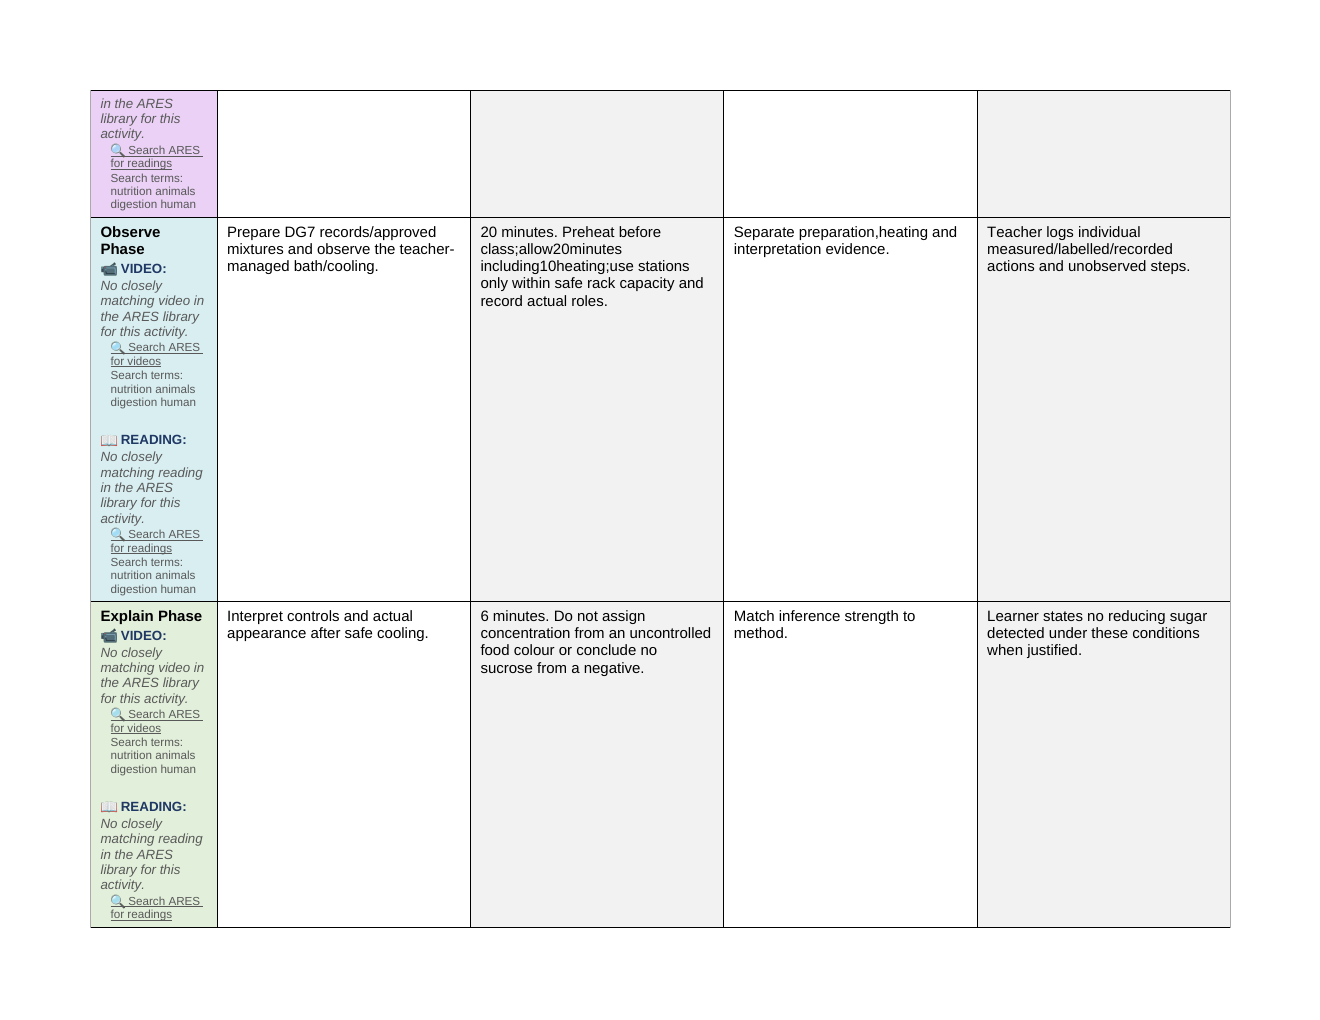 in the ARES
library for this
activity.
🔍 Search ARES
for readings
Search terms:
nutrition animals
digestion human
Observe
Phase
📹 VIDEO:
No closely
matching video in
the ARES library
for this activity.
🔍 Search ARES
for videos
Search terms:
nutrition animals
digestion human
📖 READING:
No closely
matching reading
in the ARES
library for this
activity.
🔍 Search ARES
for readings
Search terms:
nutrition animals
digestion human
Prepare DG7 records/approved
mixtures and observe the teacher-
managed bath/cooling.
20 minutes. Preheat before
class;allow20minutes
including10heating;use stations
only within safe rack capacity and
record actual roles.
Separate preparation,heating and
interpretation evidence.
Teacher logs individual
measured/labelled/recorded
actions and unobserved steps.
Explain Phase
📹 VIDEO:
No closely
matching video in
the ARES library
for this activity.
🔍 Search ARES
for videos
Search terms:
nutrition animals
digestion human
📖 READING:
No closely
matching reading
in the ARES
library for this
activity.
🔍 Search ARES
for readings
Interpret controls and actual
appearance after safe cooling.
6 minutes. Do not assign
concentration from an uncontrolled
food colour or conclude no
sucrose from a negative.
Match inference strength to
method.
Learner states no reducing sugar
detected under these conditions
when justified.